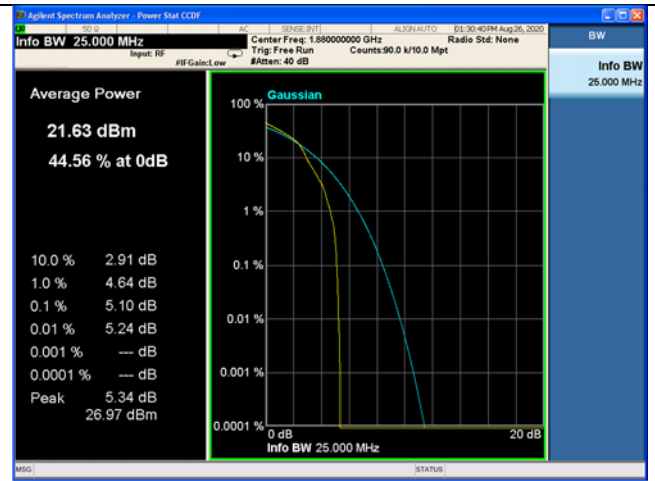 Agilent Spectrum Analyzer - Power Stat CCDF
50 Ω AC SENSE:INT ALIGN AUTO 01:30:40 PM Aug 26, 2020
Info BW 25.000 MHz
Input: RF
#IFGain:Low
Center Freq: 1.880000000 GHz
Trig: Free Run Counts:90.0 k/10.0 Mpt
#Atten: 40 dB
Radio Std: None
BW
Info BW
25.000 MHz
Average Power
21.63 dBm
44.56 % at 0dB
10.0 % 2.91 dB
1.0 % 4.64 dB
0.1 % 5.10 dB
0.01 % 5.24 dB
0.001 % --- dB
0.0001 % --- dB
Peak 5.34 dB
26.97 dBm
Gaussian
100 %
10 %
1 %
0.1 %
0.01 %
0.001 %
0.0001 %
0 dB 20 dB
Info BW 25.000 MHz
MSG STATUS